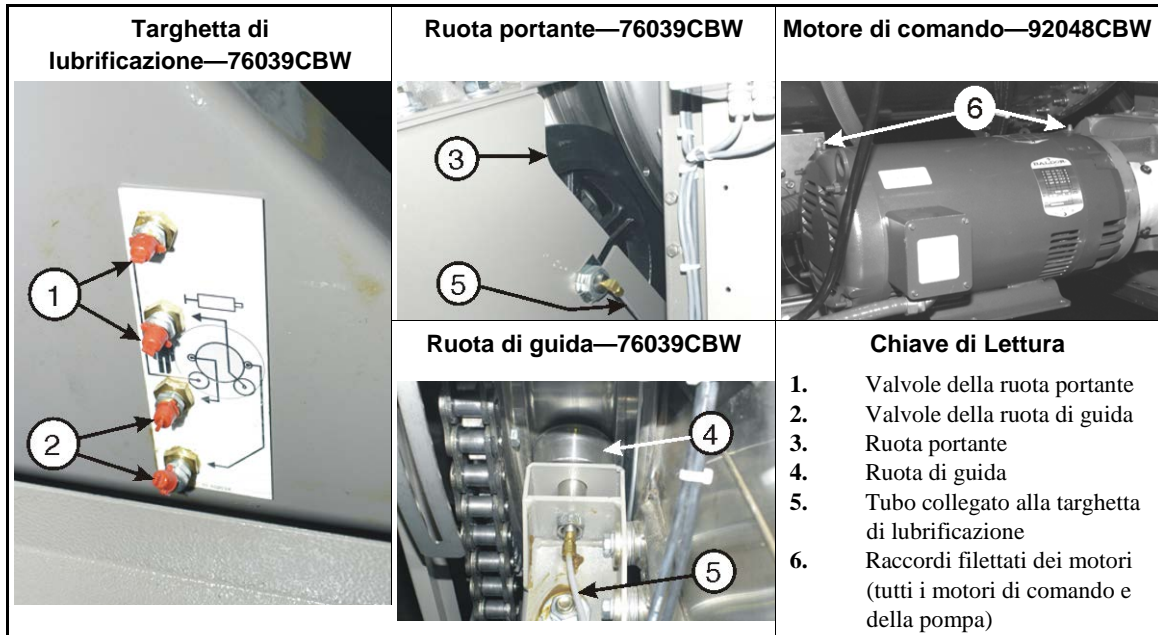 Targhetta di
lubrificazione—76039CBW
1
2
Ruota portante—76039CBW
3
5
Motore di comando—92048CBW
6
BALDOR
Ruota di guida—76039CBW
4
5
Chiave di Lettura
1. Valvole della ruota portante
2. Valvole della ruota di guida
3. Ruota portante
4. Ruota di guida
5. Tubo collegato alla targhetta
di lubrificazione
6. Raccordi filettati dei motori
(tutti i motori di comando e
della pompa)